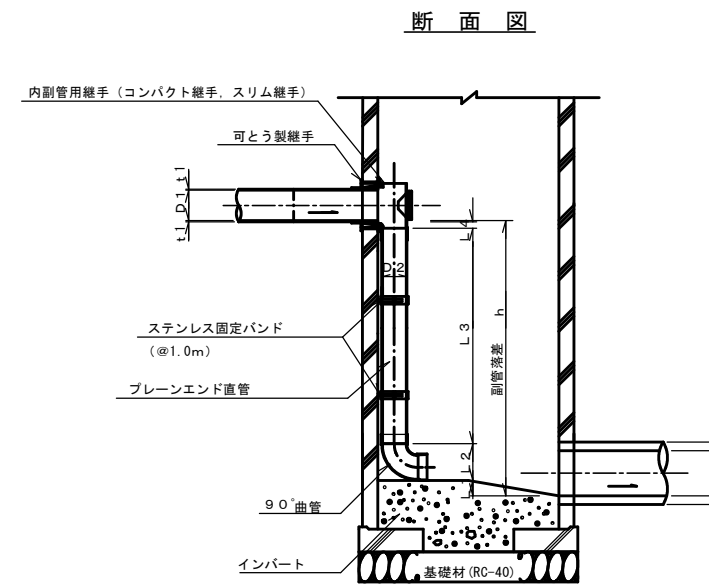 断面図
内副管用継手（コンパクト継手, スリム継手）
可とう製継手
t1
D1
t1
L4
D2
L3
h
副管落差
ステンレス固定バンド
（@1.0m）
プレーンエンド直管
L2
90°曲管
インバート
基礎材(RC-40)